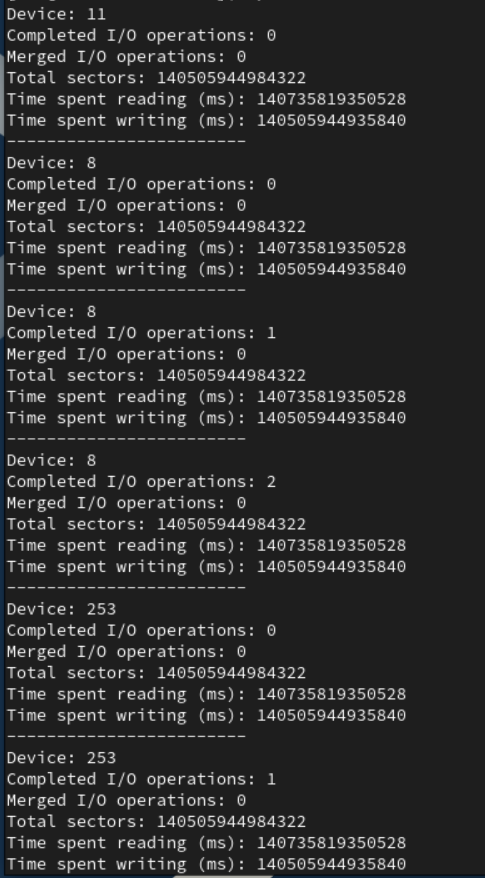 Device: 11
Completed I/O operations: 0
Merged I/O operations: 0
Total sectors: 140505944984322
Time spent reading (ms): 140735819350528
Time spent writing (ms): 140505944935840
------------------------
Device: 8
Completed I/O operations: 0
Merged I/O operations: 0
Total sectors: 140505944984322
Time spent reading (ms): 140735819350528
Time spent writing (ms): 140505944935840
------------------------
Device: 8
Completed I/O operations: 1
Merged I/O operations: 0
Total sectors: 140505944984322
Time spent reading (ms): 140735819350528
Time spent writing (ms): 140505944935840
------------------------
Device: 8
Completed I/O operations: 2
Merged I/O operations: 0
Total sectors: 140505944984322
Time spent reading (ms): 140735819350528
Time spent writing (ms): 140505944935840
------------------------
Device: 253
Completed I/O operations: 0
Merged I/O operations: 0
Total sectors: 140505944984322
Time spent reading (ms): 140735819350528
Time spent writing (ms): 140505944935840
------------------------
Device: 253
Completed I/O operations: 1
Merged I/O operations: 0
Total sectors: 140505944984322
Time spent reading (ms): 140735819350528
Time spent writing (ms): 140505944935840